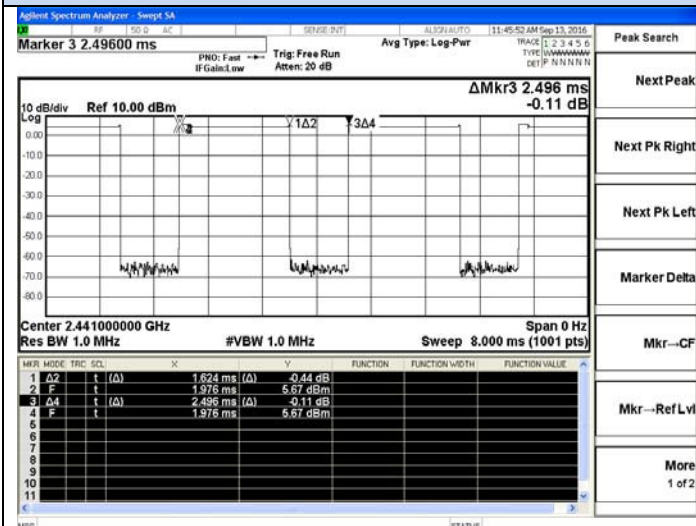 Agilent Spectrum Analyzer - Swept SA
RF 50 Ω AC SENSE:INT ALIGN AUTO 11:45:52 AM Sep 13, 2016
Marker 3 2.49600 ms
PNO: Fast Trig: Free Run Avg Type: Log-Pwr TRACE 1 2 3 4 5 6
TYPE WWWWWW
IFGain:Low Atten: 20 dB DET P N N N N N
ΔMkr3 2.496 ms
-0.11 dB
10 dB/div Ref 10.00 dBm
Log
0.00
-10.0
-20.0
-30.0
-40.0
-50.0
-60.0
-70.0
-80.0
1Δ2 3Δ4
Center 2.441000000 GHz Span 0 Hz
Res BW 1.0 MHz #VBW 1.0 MHz Sweep 8.000 ms (1001 pts)
MKR MODE TRC SCL X Y FUNCTION FUNCTION WIDTH FUNCTION VALUE
1 Δ2 t (Δ) 1.624 ms (Δ) -0.44 dB
2 F t 1.976 ms 5.67 dBm
3 Δ4 t (Δ) 2.496 ms (Δ) -0.11 dB
4 F t 1.976 ms 5.67 dBm
5
6
7
8
9
10
11
MSG STATUS
Peak Search
Next Peak
Next Pk Right
Next Pk Left
Marker Delta
Mkr→CF
Mkr→Ref Lvl
More
1 of 2